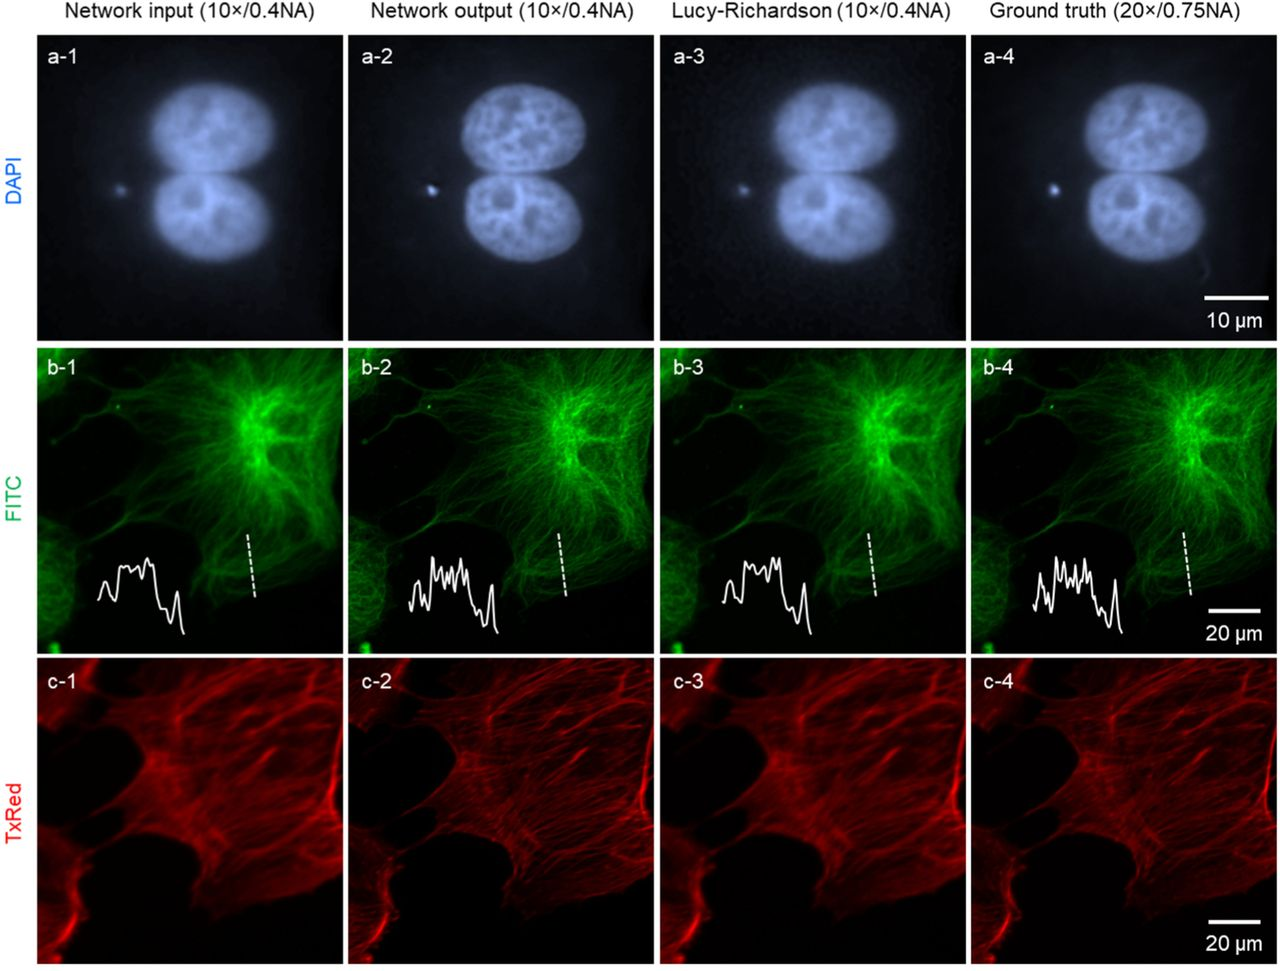 Network input (10×/0.4NA) Network output (10×/0.4NA) Lucy-Richardson (10×/0.4NA) Ground truth (20×/0.75NA)
DAPI
a-1 a-2 a-3 a-4
10 µm
FITC
b-1 b-2 b-3 b-4
20 µm
TxRed
c-1 c-2 c-3 c-4
20 µm